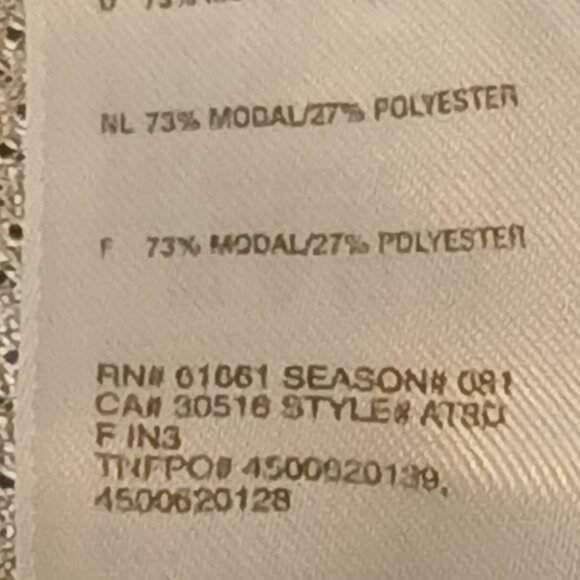 NL 73% MODAL/27% POLYESTER
F 73% MODAL/27% POLYESTER
RN# 61661 SEASON# 081
CA# 30516 STYLE#
F IN3
TNFPO# 4500620139,
4500620128